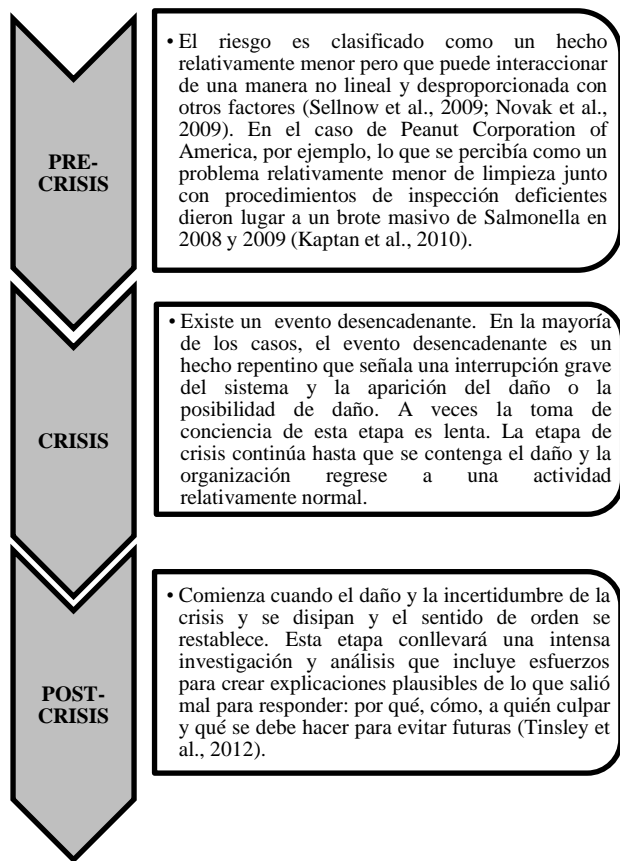 PRE-
CRISIS
• El riesgo es clasificado como un hecho
relativamente menor pero que puede interaccionar
de una manera no lineal y desproporcionada con
otros factores (Sellnow et al., 2009; Novak et al.,
2009). En el caso de Peanut Corporation of
America, por ejemplo, lo que se percibía como un
problema relativamente menor de limpieza junto
con procedimientos de inspección deficientes
dieron lugar a un brote masivo de Salmonella en
2008 y 2009 (Kaptan et al., 2010).
CRISIS
• Existe un evento desencadenante. En la mayoría
de los casos, el evento desencadenante es un
hecho repentino que señala una interrupción grave
del sistema y la aparición del daño o la
posibilidad de daño. A veces la toma de
conciencia de esta etapa es lenta. La etapa de
crisis continúa hasta que se contenga el daño y la
organización regrese a una actividad
relativamente normal.
POST-
CRISIS
• Comienza cuando el daño y la incertidumbre de la
crisis y se disipan y el sentido de orden se
restablece. Esta etapa conllevará una intensa
investigación y análisis que incluye esfuerzos
para crear explicaciones plausibles de lo que salió
mal para responder: por qué, cómo, a quién culpar
y qué se debe hacer para evitar futuras (Tinsley et
al., 2012).